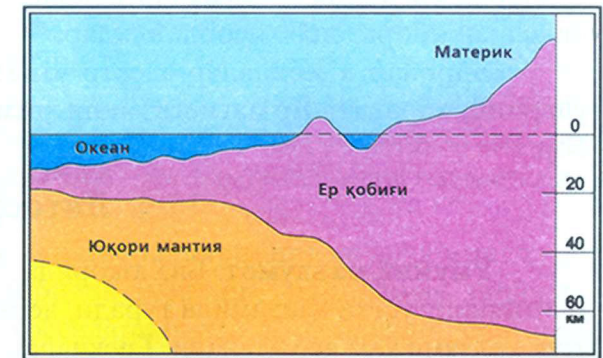 Материк
0
Океан
Ер қобиғи
20
Юқори мантия
40
60
км